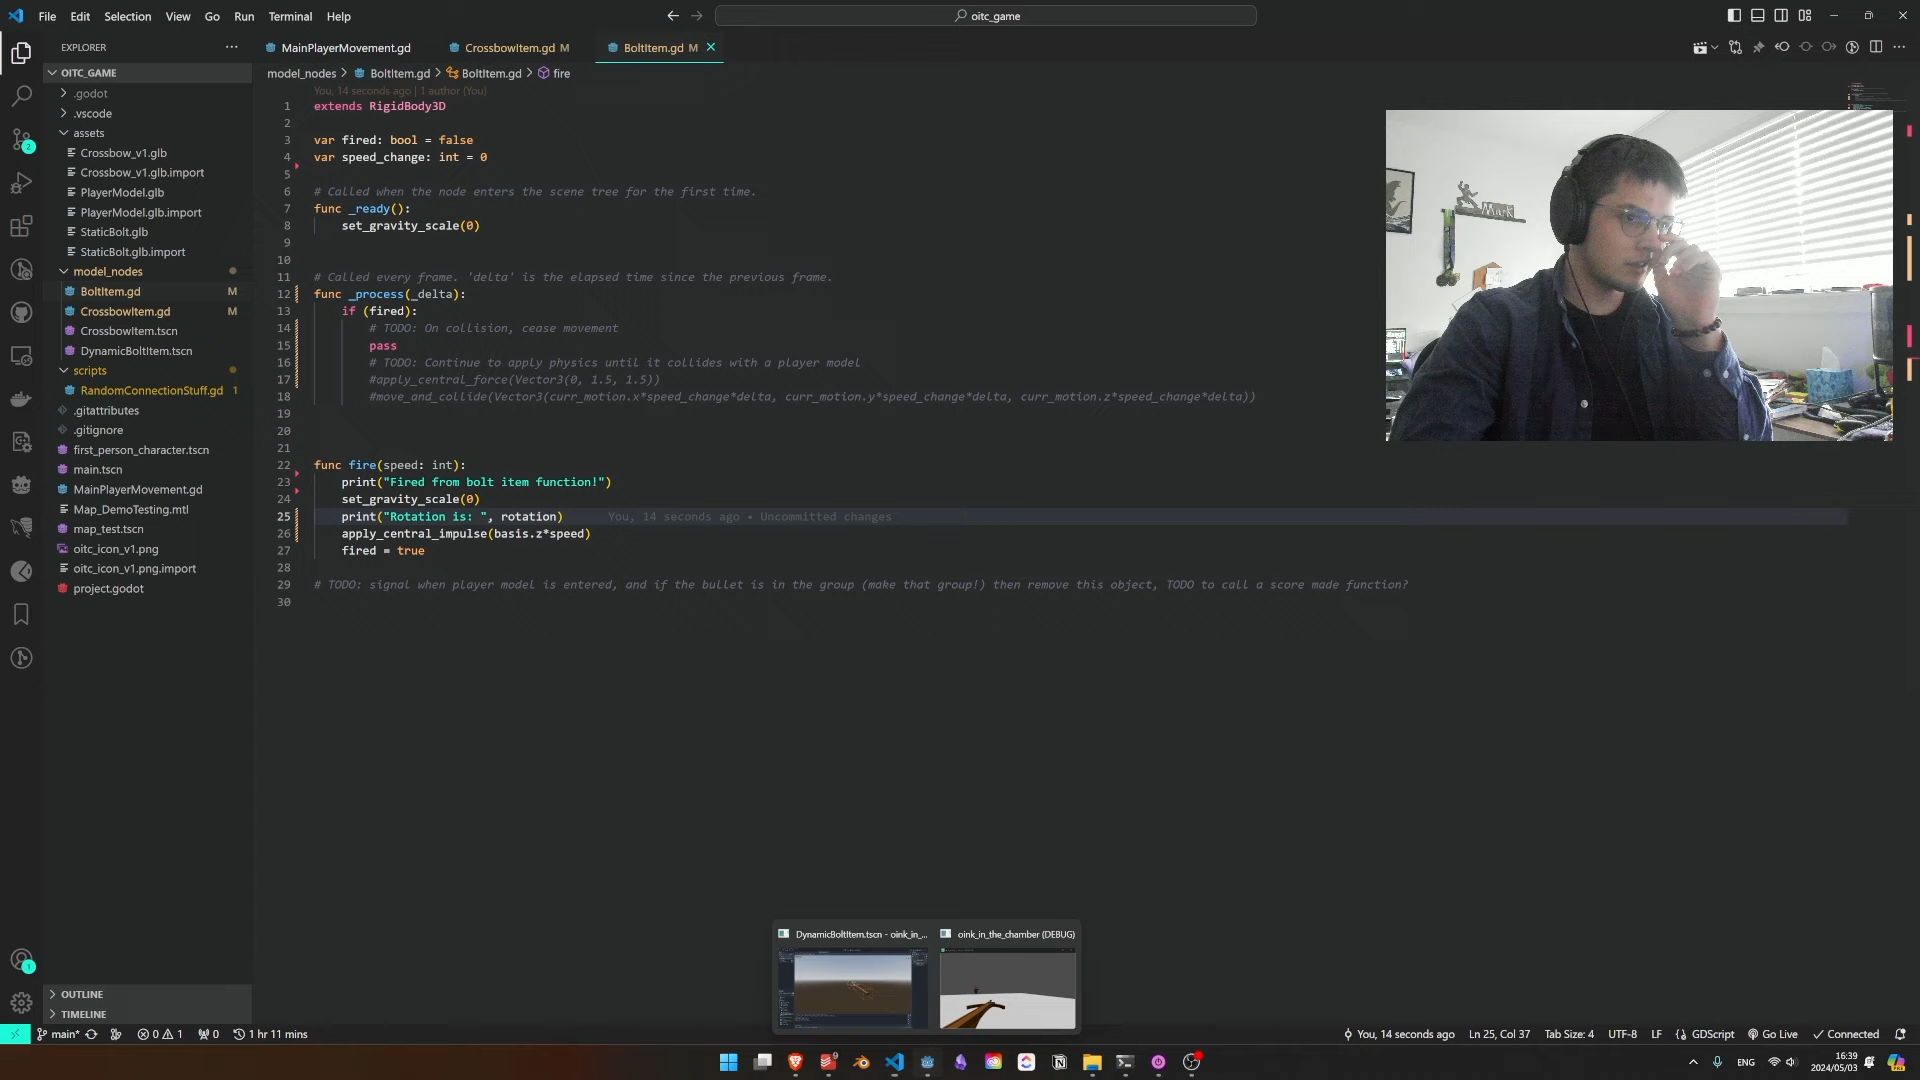 File Edit Selection View Go Run Terminal Help
oitc_game
EXPLORER
MainPlayerMovement.gd
CrossbowItem.gd M
BoltItem.gd M
OITC_GAME
model_nodes > BoltItem.gd > BoltItem.gd > fire
.godot
.vscode
assets
Crossbow_v1.glb
Crossbow_v1.glb.import
PlayerModel.glb
PlayerModel.glb.import
StaticBolt.glb
StaticBolt.glb.import
model_nodes
BoltItem.gd M
CrossbowItem.gd M
CrossbowItem.tscn
DynamicBoltItem.tscn
scripts
RandomConnectionStuff.gd 1
.gitattributes
.gitignore
first_person_character.tscn
main.tscn
MainPlayerMovement.gd
Map_DemoTesting.mtl
map_test.tscn
oitc_icon_v1.png
oitc_icon_v1.png.import
project.godot
OUTLINE
TIMELINE
You, 14 seconds ago | 1 author (You)
1 extends RigidBody3D
2
3 var fired: bool = false
4 var speed_change: int = 0
5
6 # Called when the node enters the scene tree for the first time.
7 func _ready():
8 set_gravity_scale(0)
9
10
11 # Called every frame. 'delta' is the elapsed time since the previous frame.
12 func _process(_delta):
13 if (fired):
14 # TODO: On collision, cease movement
15 pass
16 # TODO: Continue to apply physics until it collides with a player model
17 #apply_central_force(Vector3(0, 1.5, 1.5))
18 #move_and_collide(Vector3(curr_motion.x*speed_change*delta, curr_motion.y*speed_change*delta, curr_motion.z*speed_change*delta))
19
20
21
22 func fire(speed: int):
23 print("Fired from bolt item function!")
24 set_gravity_scale(0)
25 print("Rotation is: ", rotation) You, 14 seconds ago • Uncommitted changes
26 apply_central_impulse(basis.z*speed)
27 fired = true
28
29 # TODO: signal when player model is entered, and if the bullet is in the group (make that group!) then remove this object, TODO to call a score made function?
30
Mark
2
1
DynamicBoltItem.tscn - oink_in_...
oink_in_the_chamber (DEBUG)
main* 0 1 0 1 hr 11 mins
You, 14 seconds ago Ln 25, Col 37 Tab Size: 4 UTF-8 LF GDScript Go Live Connected
ENG
16:39
2024/05/03